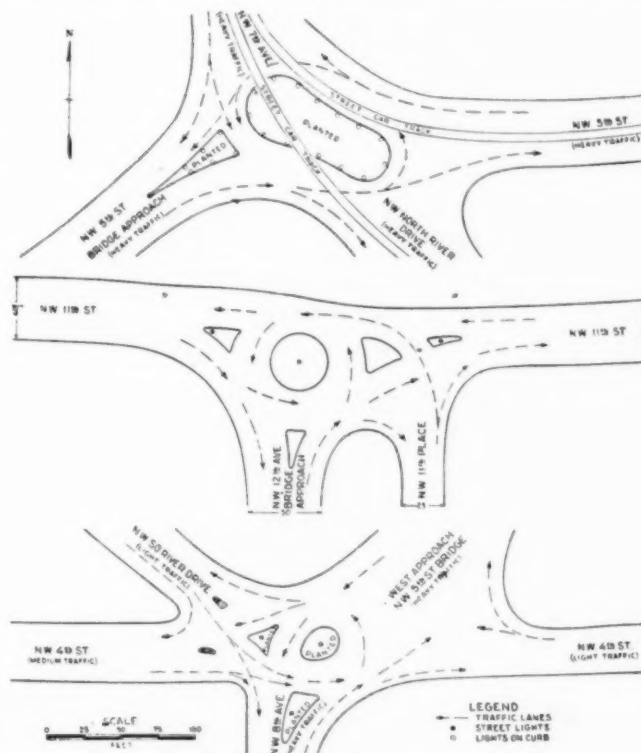 N
NW 7th AVE
(HEAVY TRAFFIC)
STREET CAR TRACK
STREET CAR TRACK
PLANTED
PLANTED
NW 5th ST
(HEAVY TRAFFIC)
NW 5th ST
BRIDGE APPROACH
(HEAVY TRAFFIC)
NW NORTH RIVER
DRIVE
(HEAVY TRAFFIC)
NW 11th ST
NW 11th ST
NW 12th AVE
BRIDGE
APPROACH
NW 11th PLACE
NW SO RIVER DRIVE
(LIGHT TRAFFIC)
WEST APPROACH
NW 5th ST BRIDGE
(HEAVY TRAFFIC)
PLANTED
NW 4th ST
(MEDIUM TRAFFIC)
NW 4th ST
(LIGHT TRAFFIC)
NW 8th AVE
(HEAVY TRAFFIC)
PLANTED
SCALE
0 25 50 75 100
FEET
LEGEND
TRAFFIC LANES
STREET LIGHTS
LIGHTS ON CURB